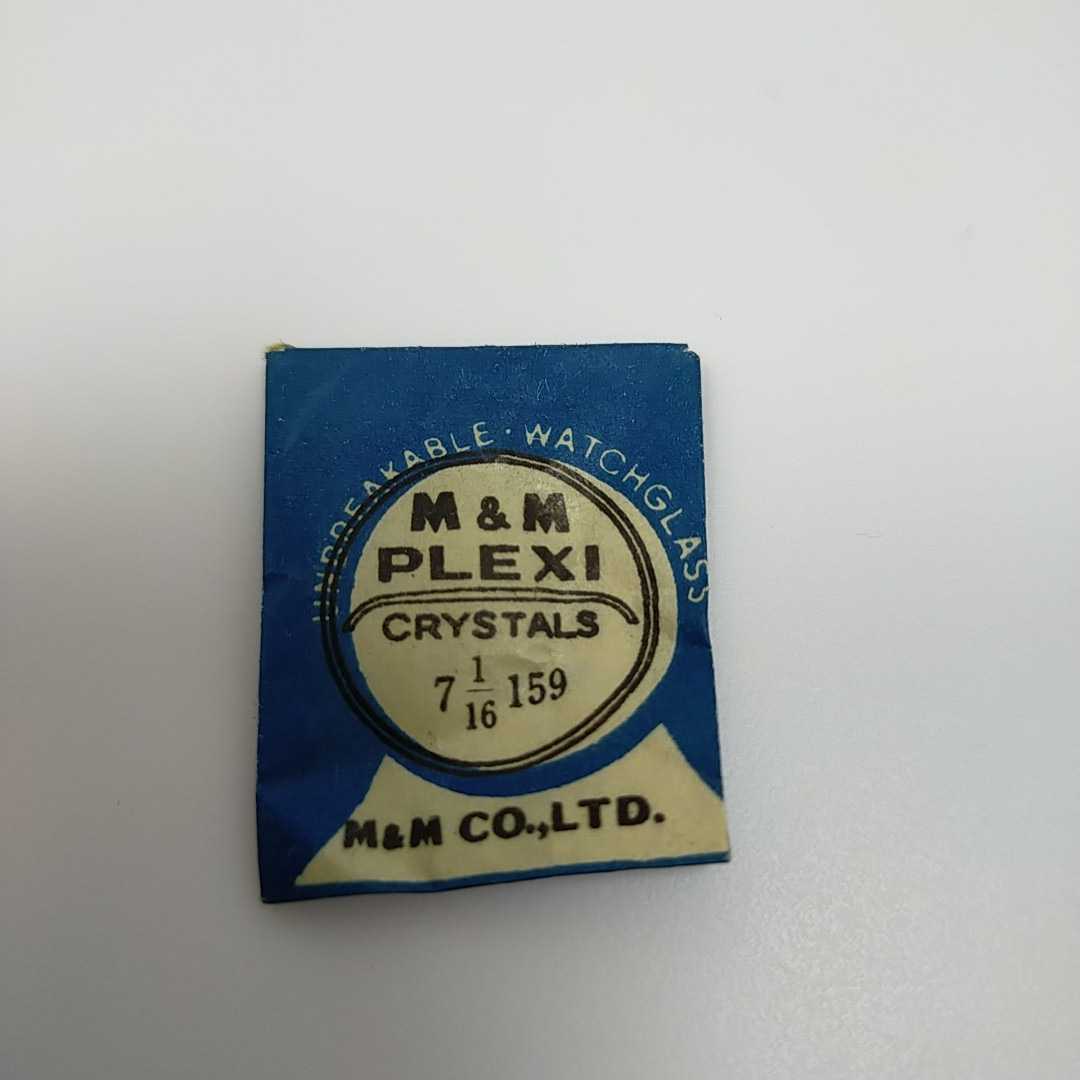 UNBREAKABLE · WATCHGLASS
M & M
PLEXI
CRYSTALS
7 1/16 159
M&M CO.,LTD.